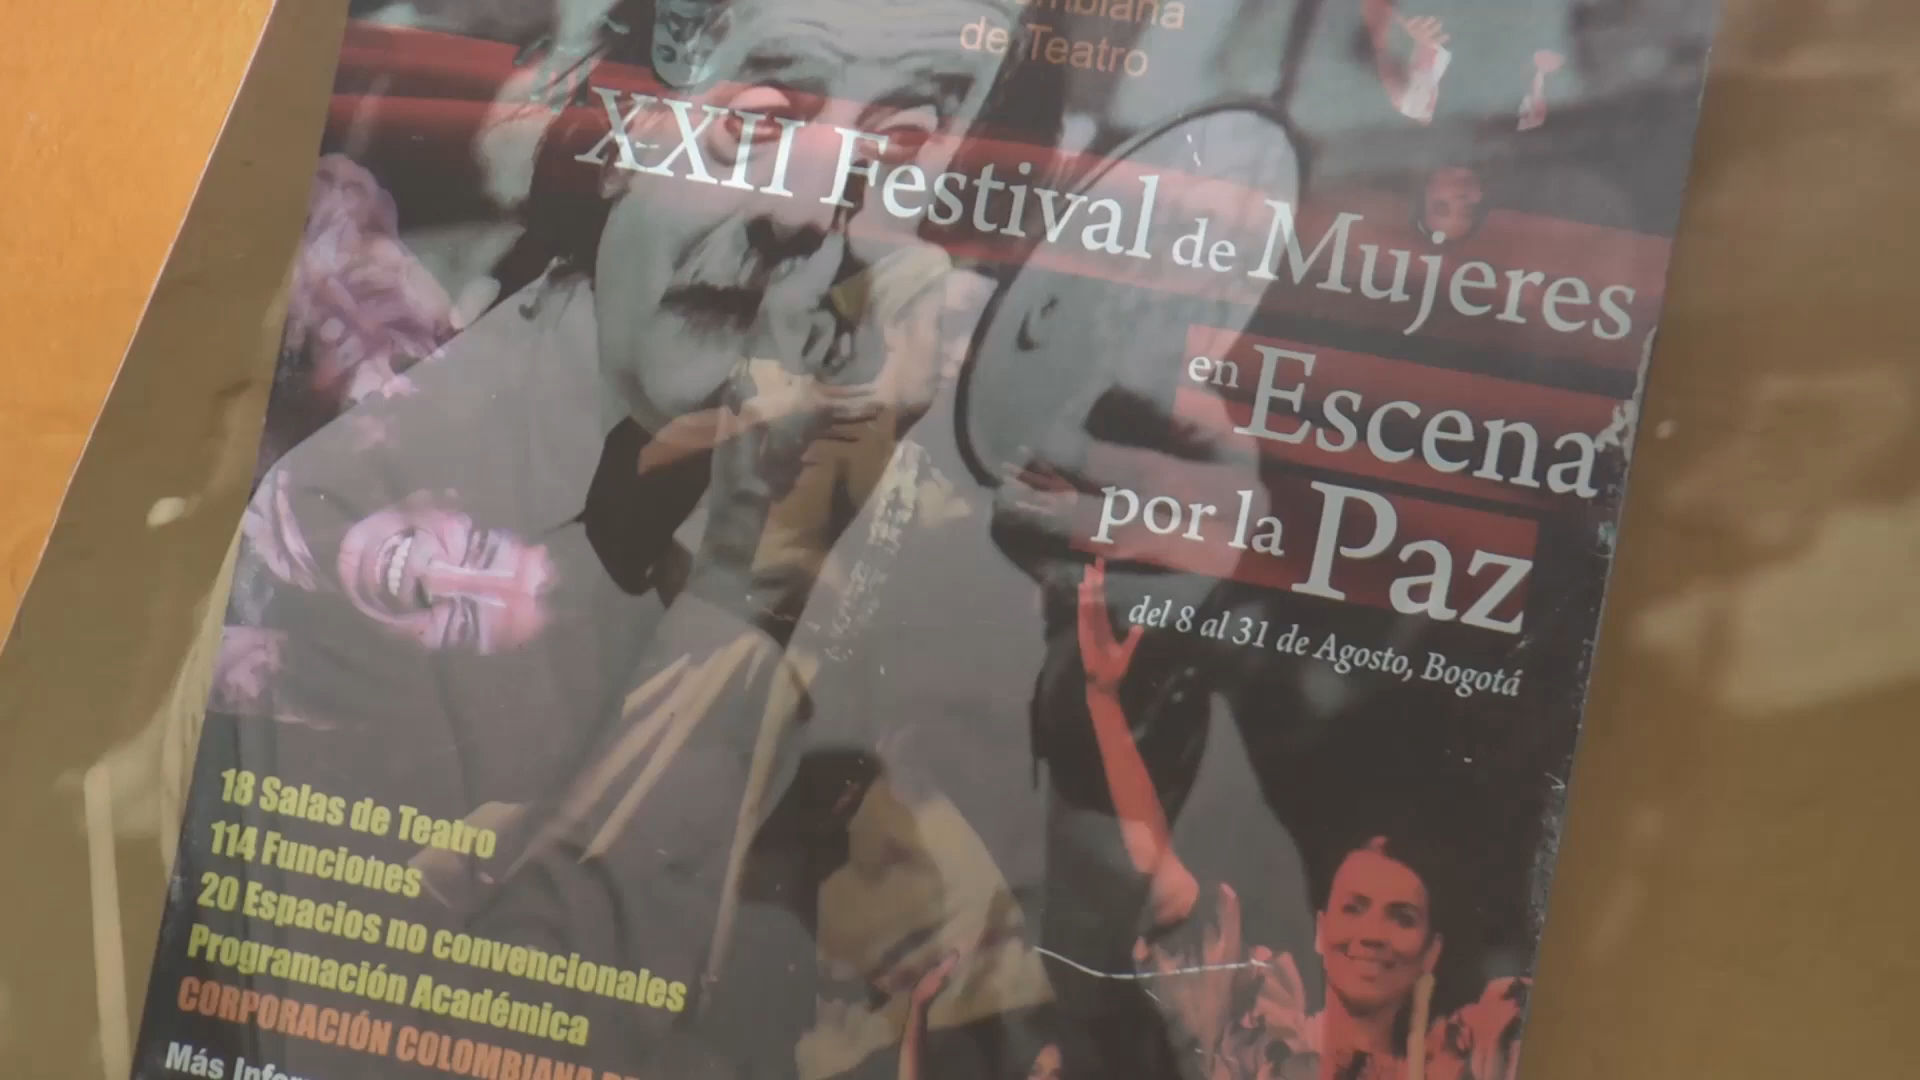 de Teatro
XXII Festival de Mujeres
en Escena
por la Paz
del 8 al 31 de Agosto, Bogotá
18 Salas de Teatro
114 Funciones
20 Espacios no convencionales
Programación Académica
CORPORACIÓN COLOMBIANA
Más